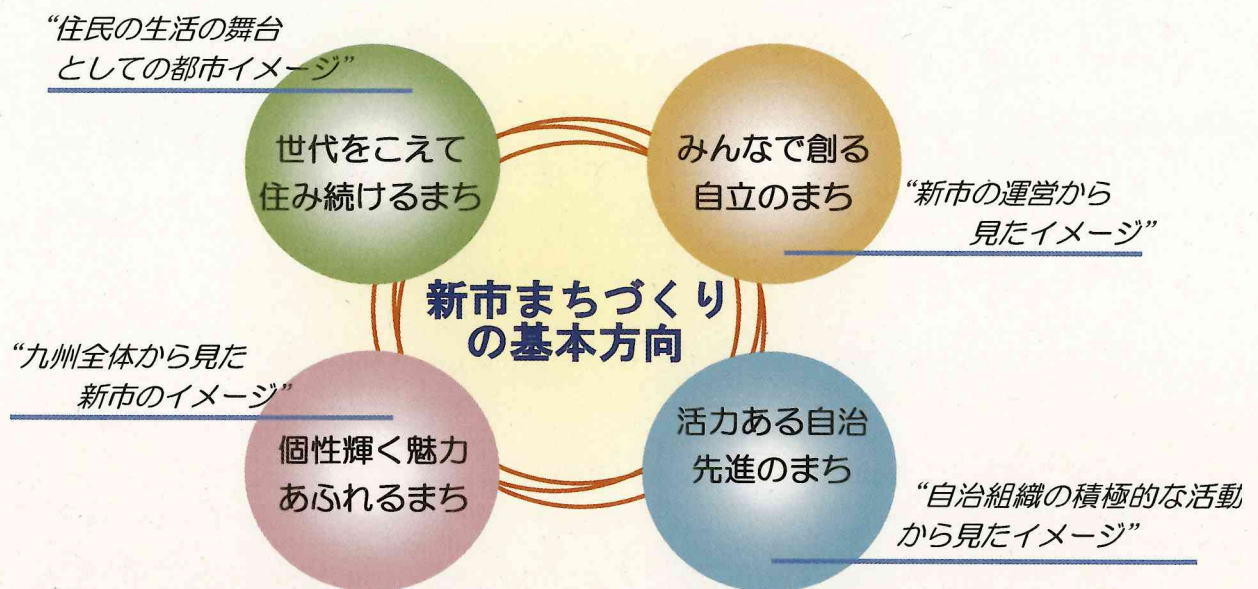 “住民の生活の舞台
としての都市イメージ”
世代をこえて
住み続けるまち
みんなで創る
自立のまち
“新市の運営から
見たイメージ”
新市まちづくり
の基本方向
“九州全体から見た
新市のイメージ”
個性輝く魅力
あふれるまち
活力ある自治
先進のまち
“自治組織の積極的な活動
から見たイメージ”